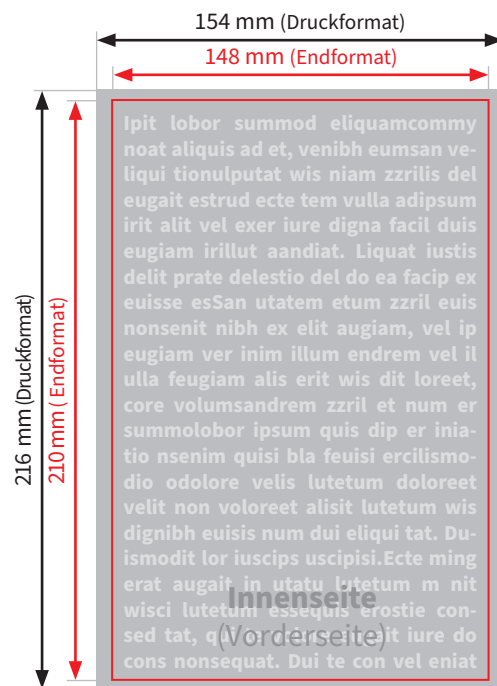 154 mm (Druckformat)
148 mm (Endformat)
216 mm (Druckformat)
210 mm ( Endformat)
Ipit lobor summod eliquamcommy
noat aliquis ad et, venibh eumsan ve-
liqui tionulputat wis niam zzrilis del
eugait estrud ecte tem vulla adipsum
irit alit vel exer iure digna facil duis
eugiam irillut aandiat. Liquat iustis
delit prate delestio del do ea facip ex
euisse esSan utatem etum zzril euis
nonsenit nibh ex elit augiam, vel ip
eugiam ver inim illum endrem vel il
ulla feugiam alis erit wis dit loreet,
core volumsandrem zzril et num er
summolobor ipsum quis dip er inia-
tio nsenim quisi bla feuisi ercilismo-
dio odolore velis lutetum doloreet
velit non voloreet alisit lutetum wis
dignibh euisis num dui eliqui tat. Du-
ismodit lor iuscips uscipisi.Ecte ming
erat augait in utatu lutetum m nit
Innenseite
wisci lutetum essequis erostie con-
sed tat, iure do
(Vorderseite)
cons nonsequat. Dui te con vel eniat